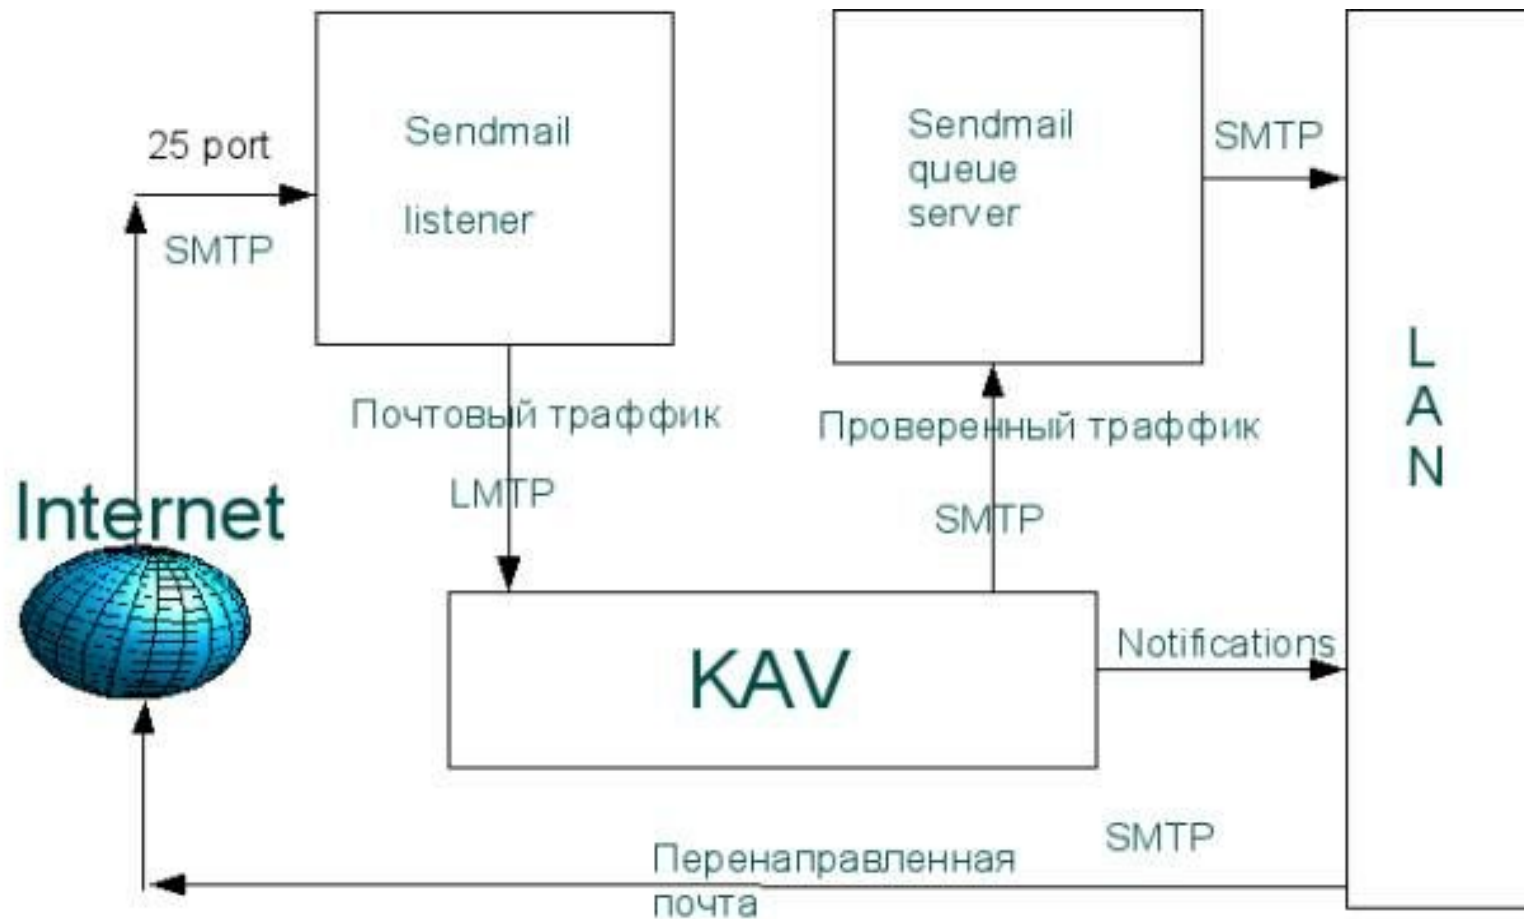 25 port
SMTP
Sendmail
listener
Sendmail
queue
server
SMTP
Почтовый траффик
LMTP
Проверенный траффик
SMTP
Internet
L
A
N
KAV
Notifications
SMTP
Перенаправленная
почта